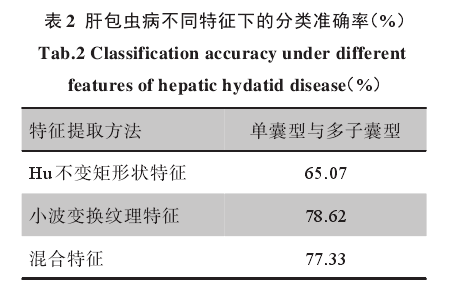 表2 肝包虫病不同特征下的分类准确率(%)
Tab.2 Classification accuracy under different
features of hepatic hydatid disease(%)
特征提取方法 单囊型与多子囊型
Hu不变矩形状特征 65.07
小波变换纹理特征 78.62
混合特征 77.33